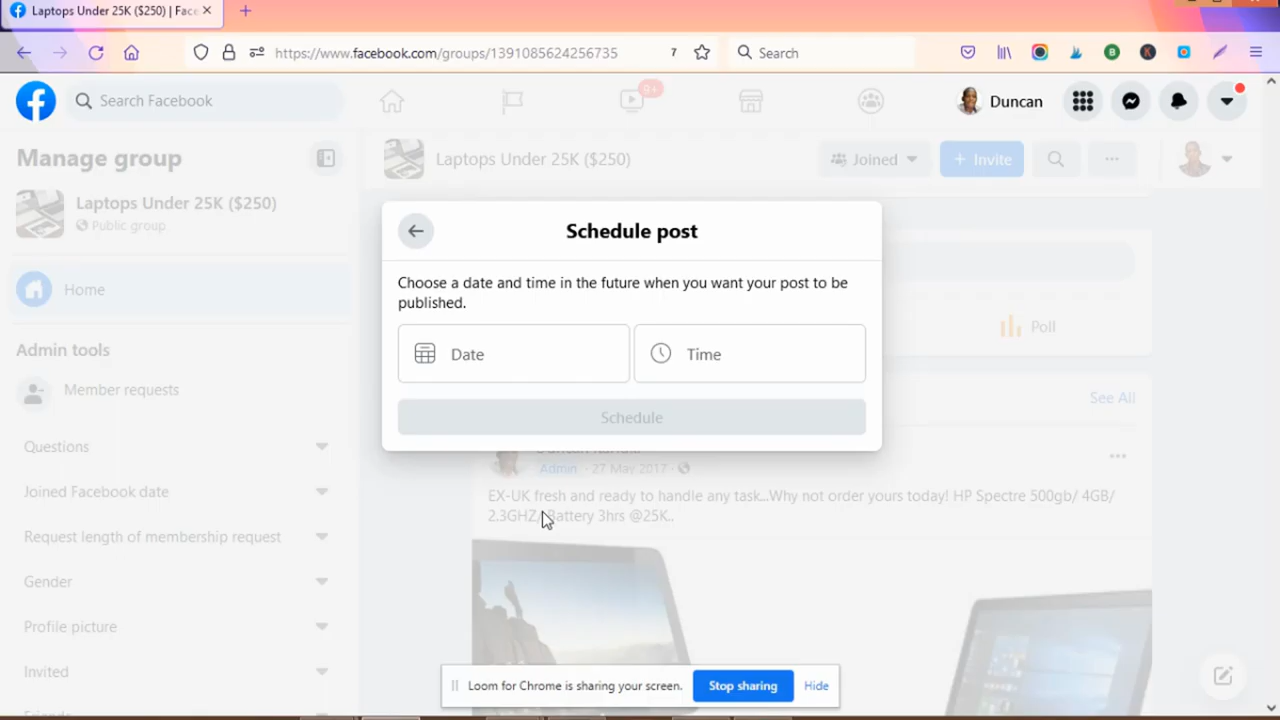 Laptops Under 25K ($250) | Face
https://www.facebook.com/groups/1391085624256735
Search
Search Facebook
9+
Duncan
Manage group
Laptops Under 25K ($250)
Joined
+ Invite
Laptops Under 25K ($250)
Public group
Schedule post
Home
Choose a date and time in the future when you want your post to be
published.
Poll
Admin tools
Date
Time
Member requests
See All
Schedule
Questions
Admin · 27 May 2017 ·
Joined Facebook date
EX-UK fresh and ready to handle any task...Why not order yours today! HP Spectre 500gb/ 4GB/
2.3GHZ/ Battery 3hrs @25K..
Request length of membership request
Gender
Profile picture
Invited
Loom for Chrome is sharing your screen.
Stop sharing
Hide